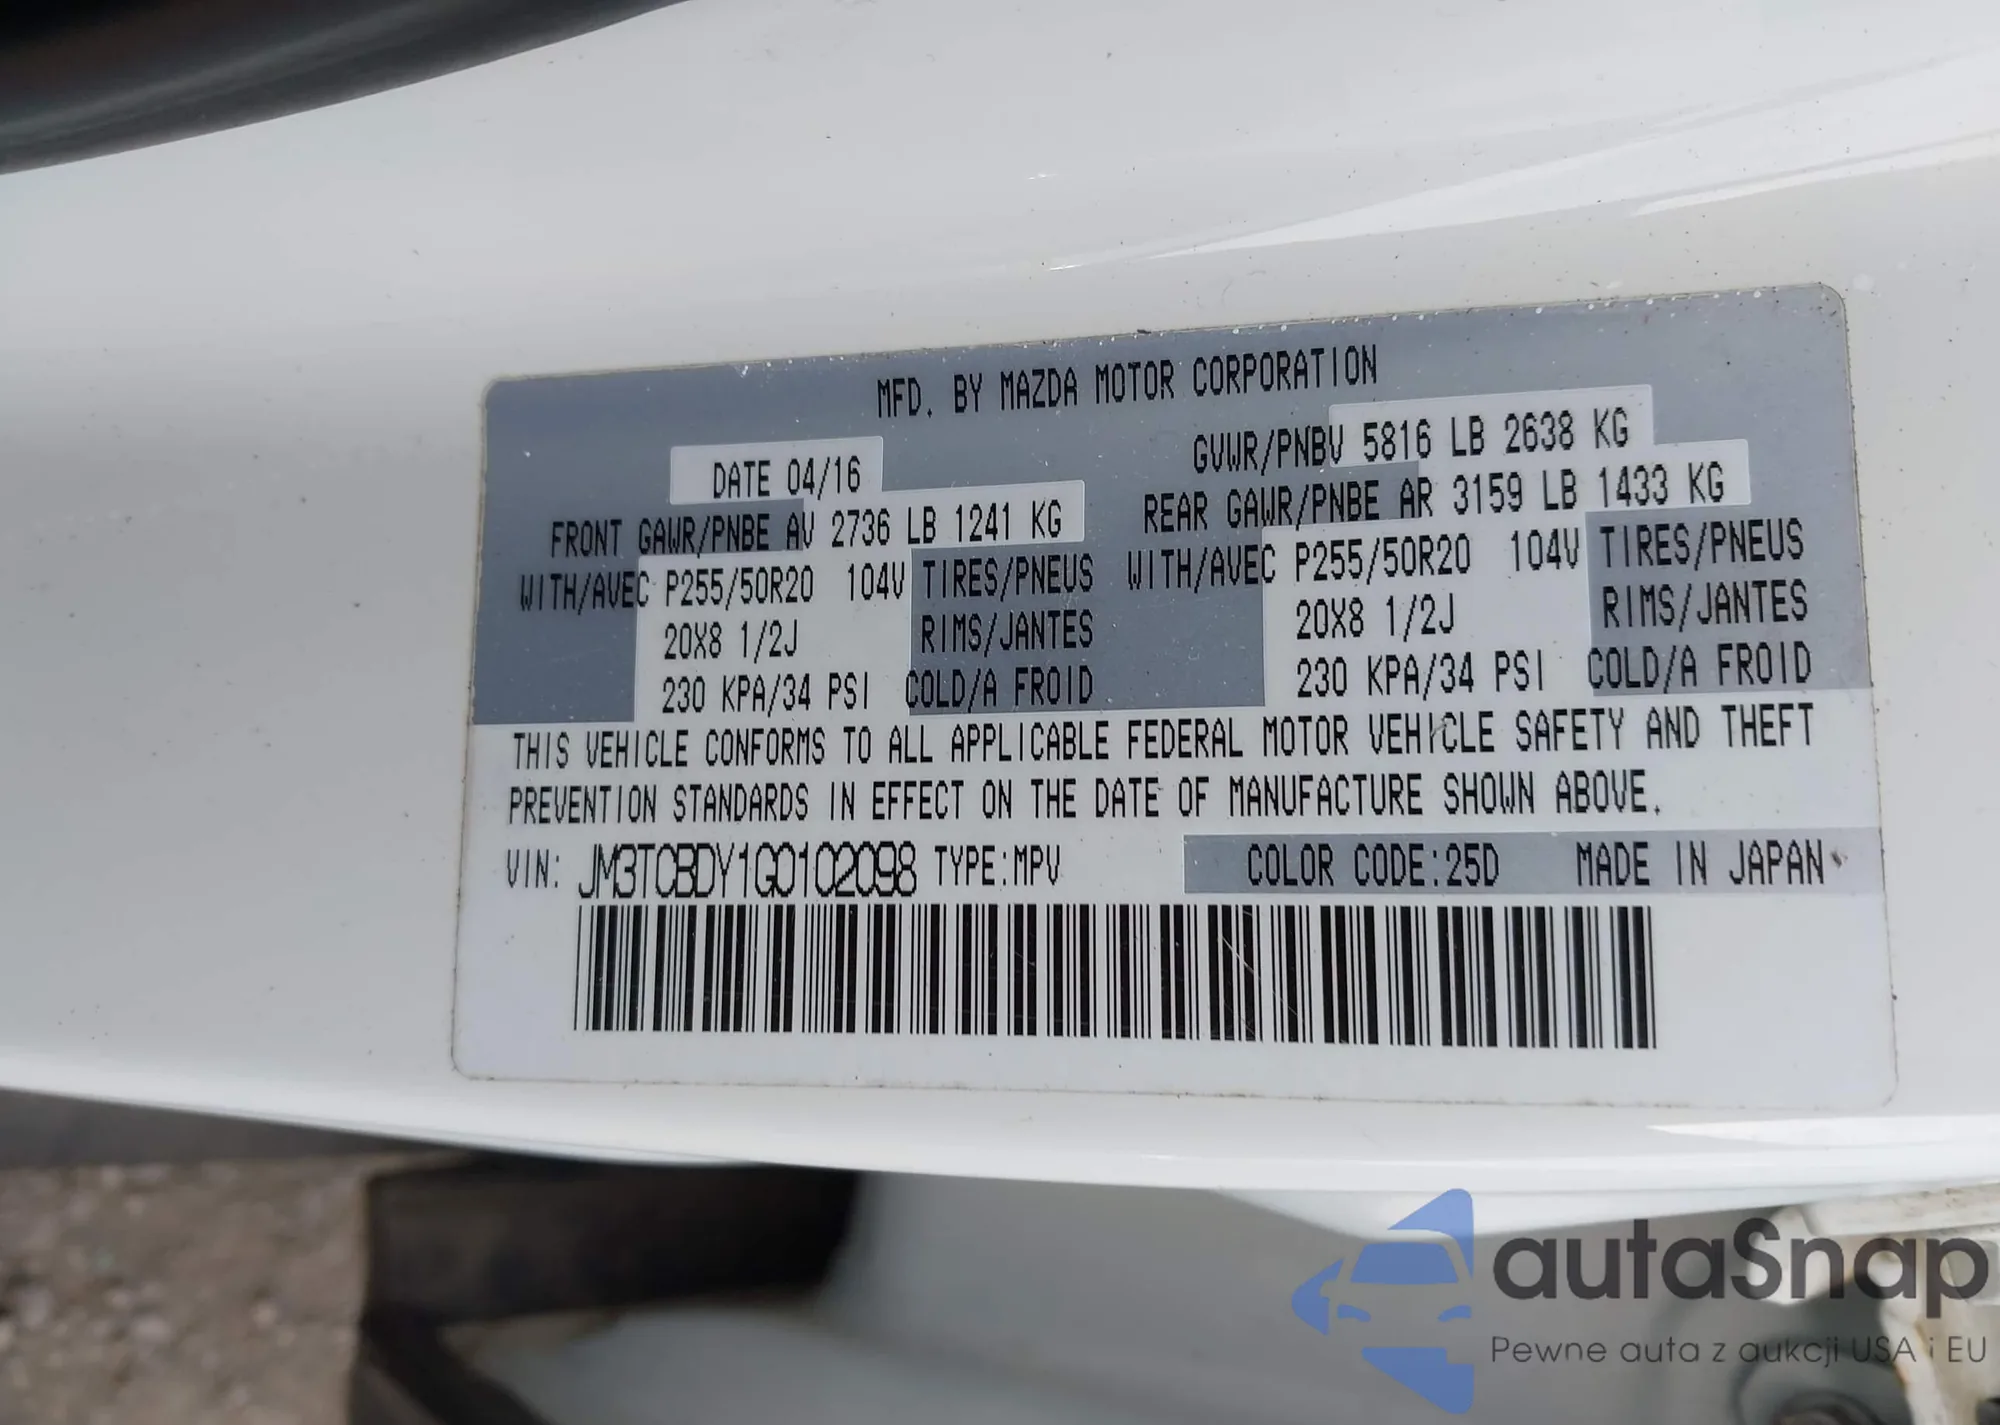 MFD. BY MAZDA MOTOR CORPORATION
DATE 04/16 GVWR/PNBV 5816 LB 2638 KG
FRONT GAWR/PNBE AV 2736 LB 1241 KG REAR GAWR/PNBE AR 3159 LB 1433 KG
WITH/AVEC P255/50R20 104V TIRES/PNEUS WITH/AVEC P255/50R20 104V TIRES/PNEUS
20X8 1/2J RIMS/JANTES 20X8 1/2J RIMS/JANTES
230 KPA/34 PSI COLD/A FROID 230 KPA/34 PSI COLD/A FROID
THIS VEHICLE CONFORMS TO ALL APPLICABLE FEDERAL MOTOR VEHICLE SAFETY AND THEFT
PREVENTION STANDARDS IN EFFECT ON THE DATE OF MANUFACTURE SHOWN ABOVE.
VIN: JM3TCBDY1G0102098 TYPE:MPV COLOR CODE:25D MADE IN JAPAN
autaSnap
Pewne auta z aukcji USA i EU